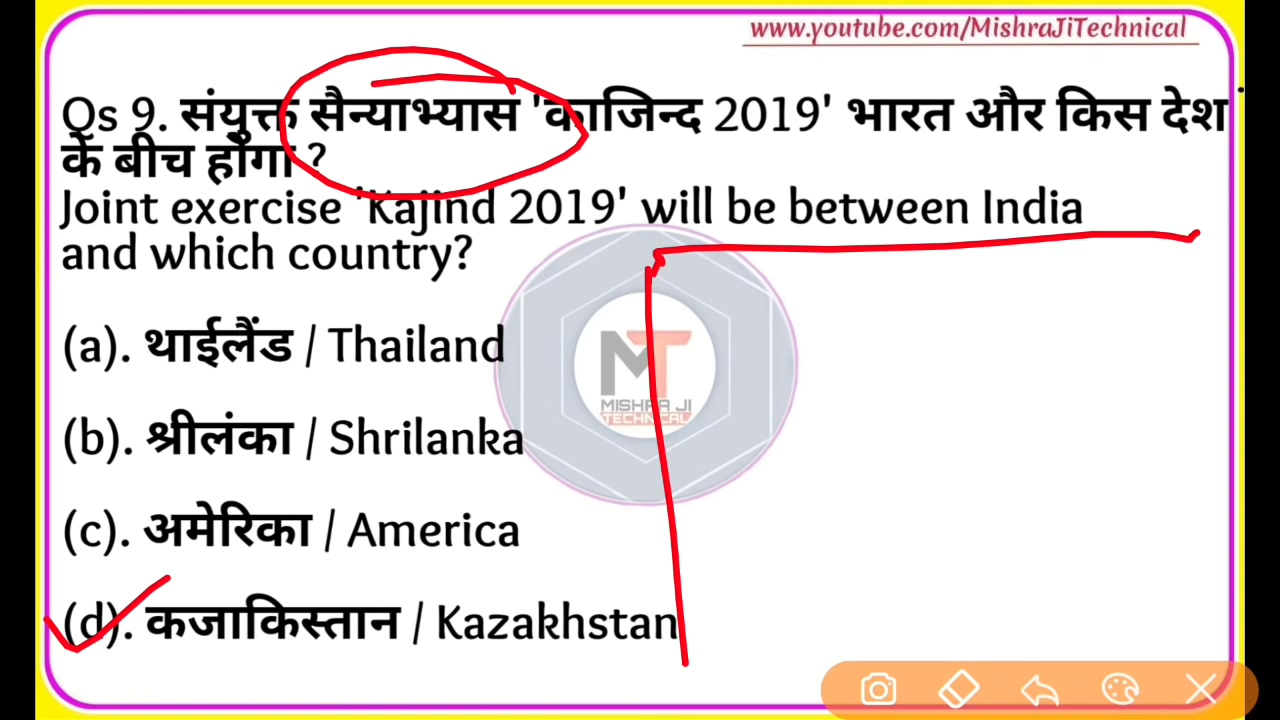 www.youtube.com/MishraJiTechnical
Qs 9. संयुक्त सैन्याभ्यास 'काजिन्द 2019' भारत और किस देश
के बीच होगा ?
Joint exercise 'Kajind 2019' will be between India
and which country?
(a). थाईलैंड / Thailand
MT
MISHRA JI
TECHNICAL
(b). श्रीलंका / Shrilanka
(c). अमेरिका / America
(d). कजाकिस्तान / Kazakhstan